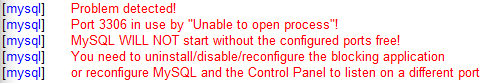 [mysql] Problem detected!
[mysql] Port 3306 in use by "Unable to open process"!
[mysql] MySQL WILL NOT start without the configured ports free!
[mysql] You need to uninstall/disable/reconfigure the blocking application
[mysql] or reconfigure MySQL and the Control Panel to listen on a different port